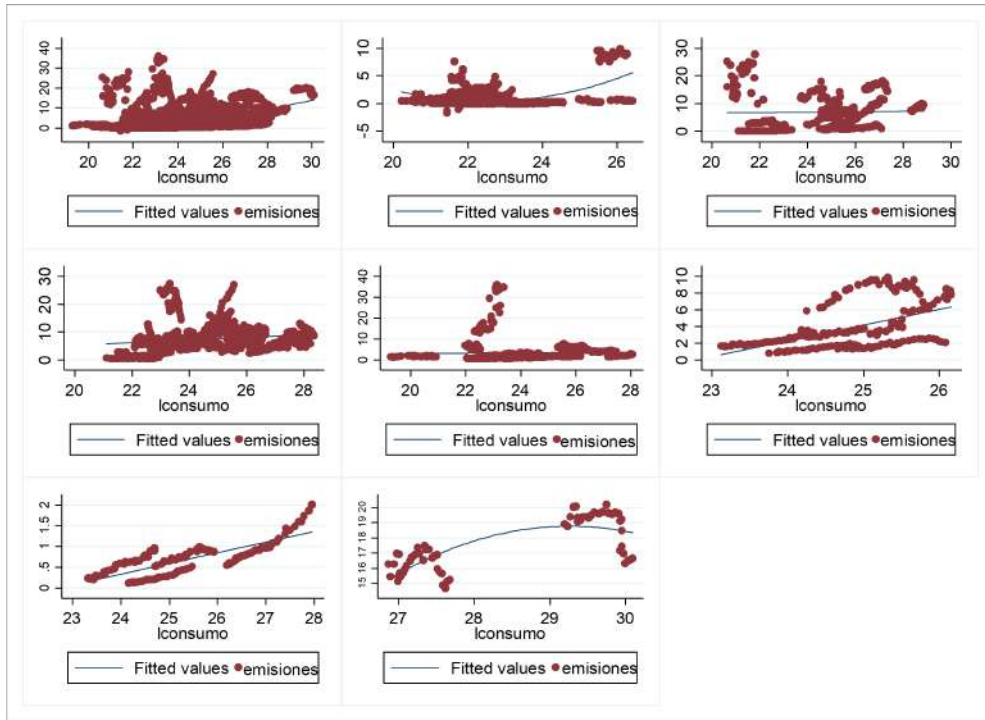 40
30
20
10
0
20 22 24 26 28 30
lconsumo
Fitted values emisiones
10
5
0
-5
20 22 24 26
lconsumo
Fitted values emisiones
30
20
10
0
20 22 24 26 28 30
lconsumo
Fitted values emisiones
30
20
10
0
20 22 24 26 28
lconsumo
Fitted values emisiones
40
30
20
10
0
20 22 24 26 28
lconsumo
Fitted values emisiones
10
8
6
4
2
0
23 24 25 26
lconsumo
Fitted values emisiones
2
1.5
1
.5
0
23 24 25 26 27 28
lconsumo
Fitted values emisiones
20
19
18
17
16
15
27 28 29 30
lconsumo
Fitted values emisiones